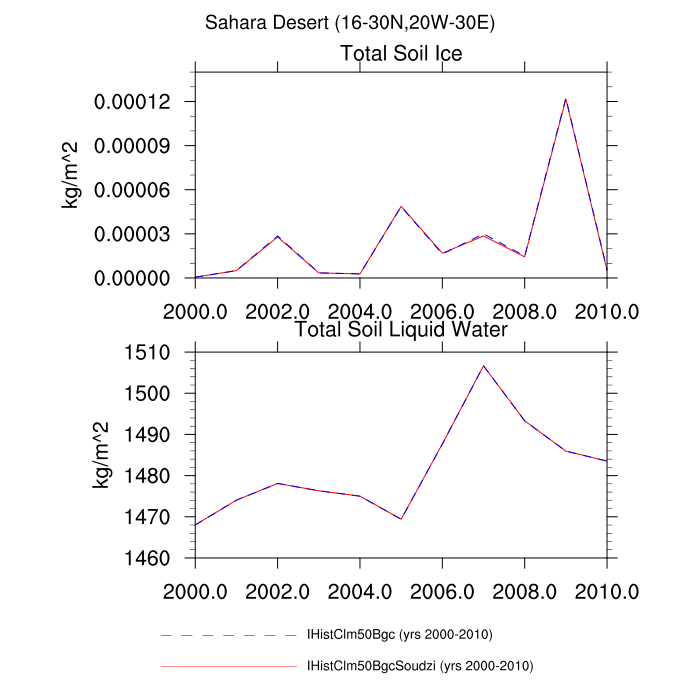 Sahara Desert (16-30N,20W-30E)
Total Soil Ice
kg/m^2
0.00012
0.00009
0.00006
0.00003
0.00000
2000.0 2002.0 2004.0 2006.0 2008.0 2010.0
Total Soil Liquid Water
kg/m^2
1510
1500
1490
1480
1470
1460
2000.0 2002.0 2004.0 2006.0 2008.0 2010.0
IHistClm50Bgc (yrs 2000-2010)
IHistClm50BgcSoudzi (yrs 2000-2010)